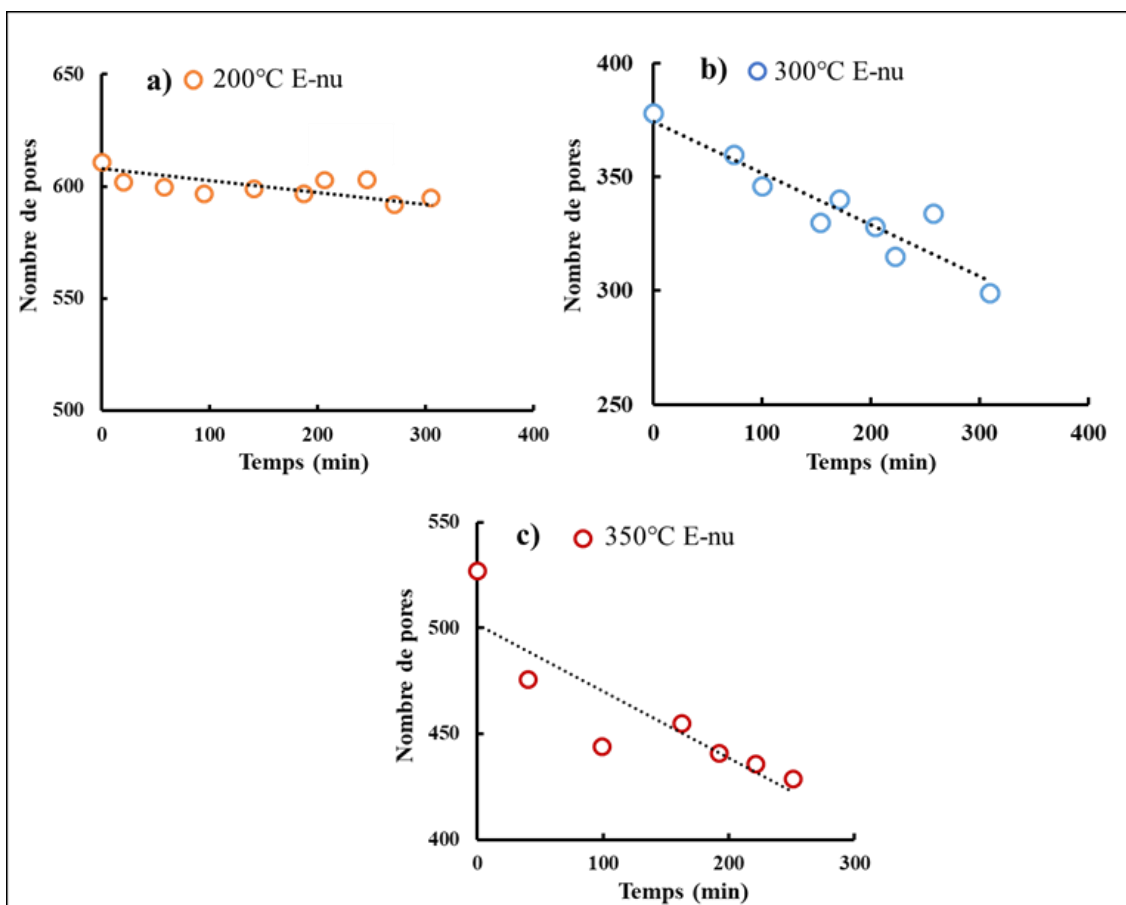 a) 200°C E-nu
650
600
550
500
Nombre de pores
0 100 200 300 400
Temps (min)
b) 300°C E-nu
400
350
300
250
Nombre de pores
0 100 200 300 400
Temps (min)
c) 350°C E-nu
550
500
450
400
Nombre de pores
0 100 200 300
Temps (min)